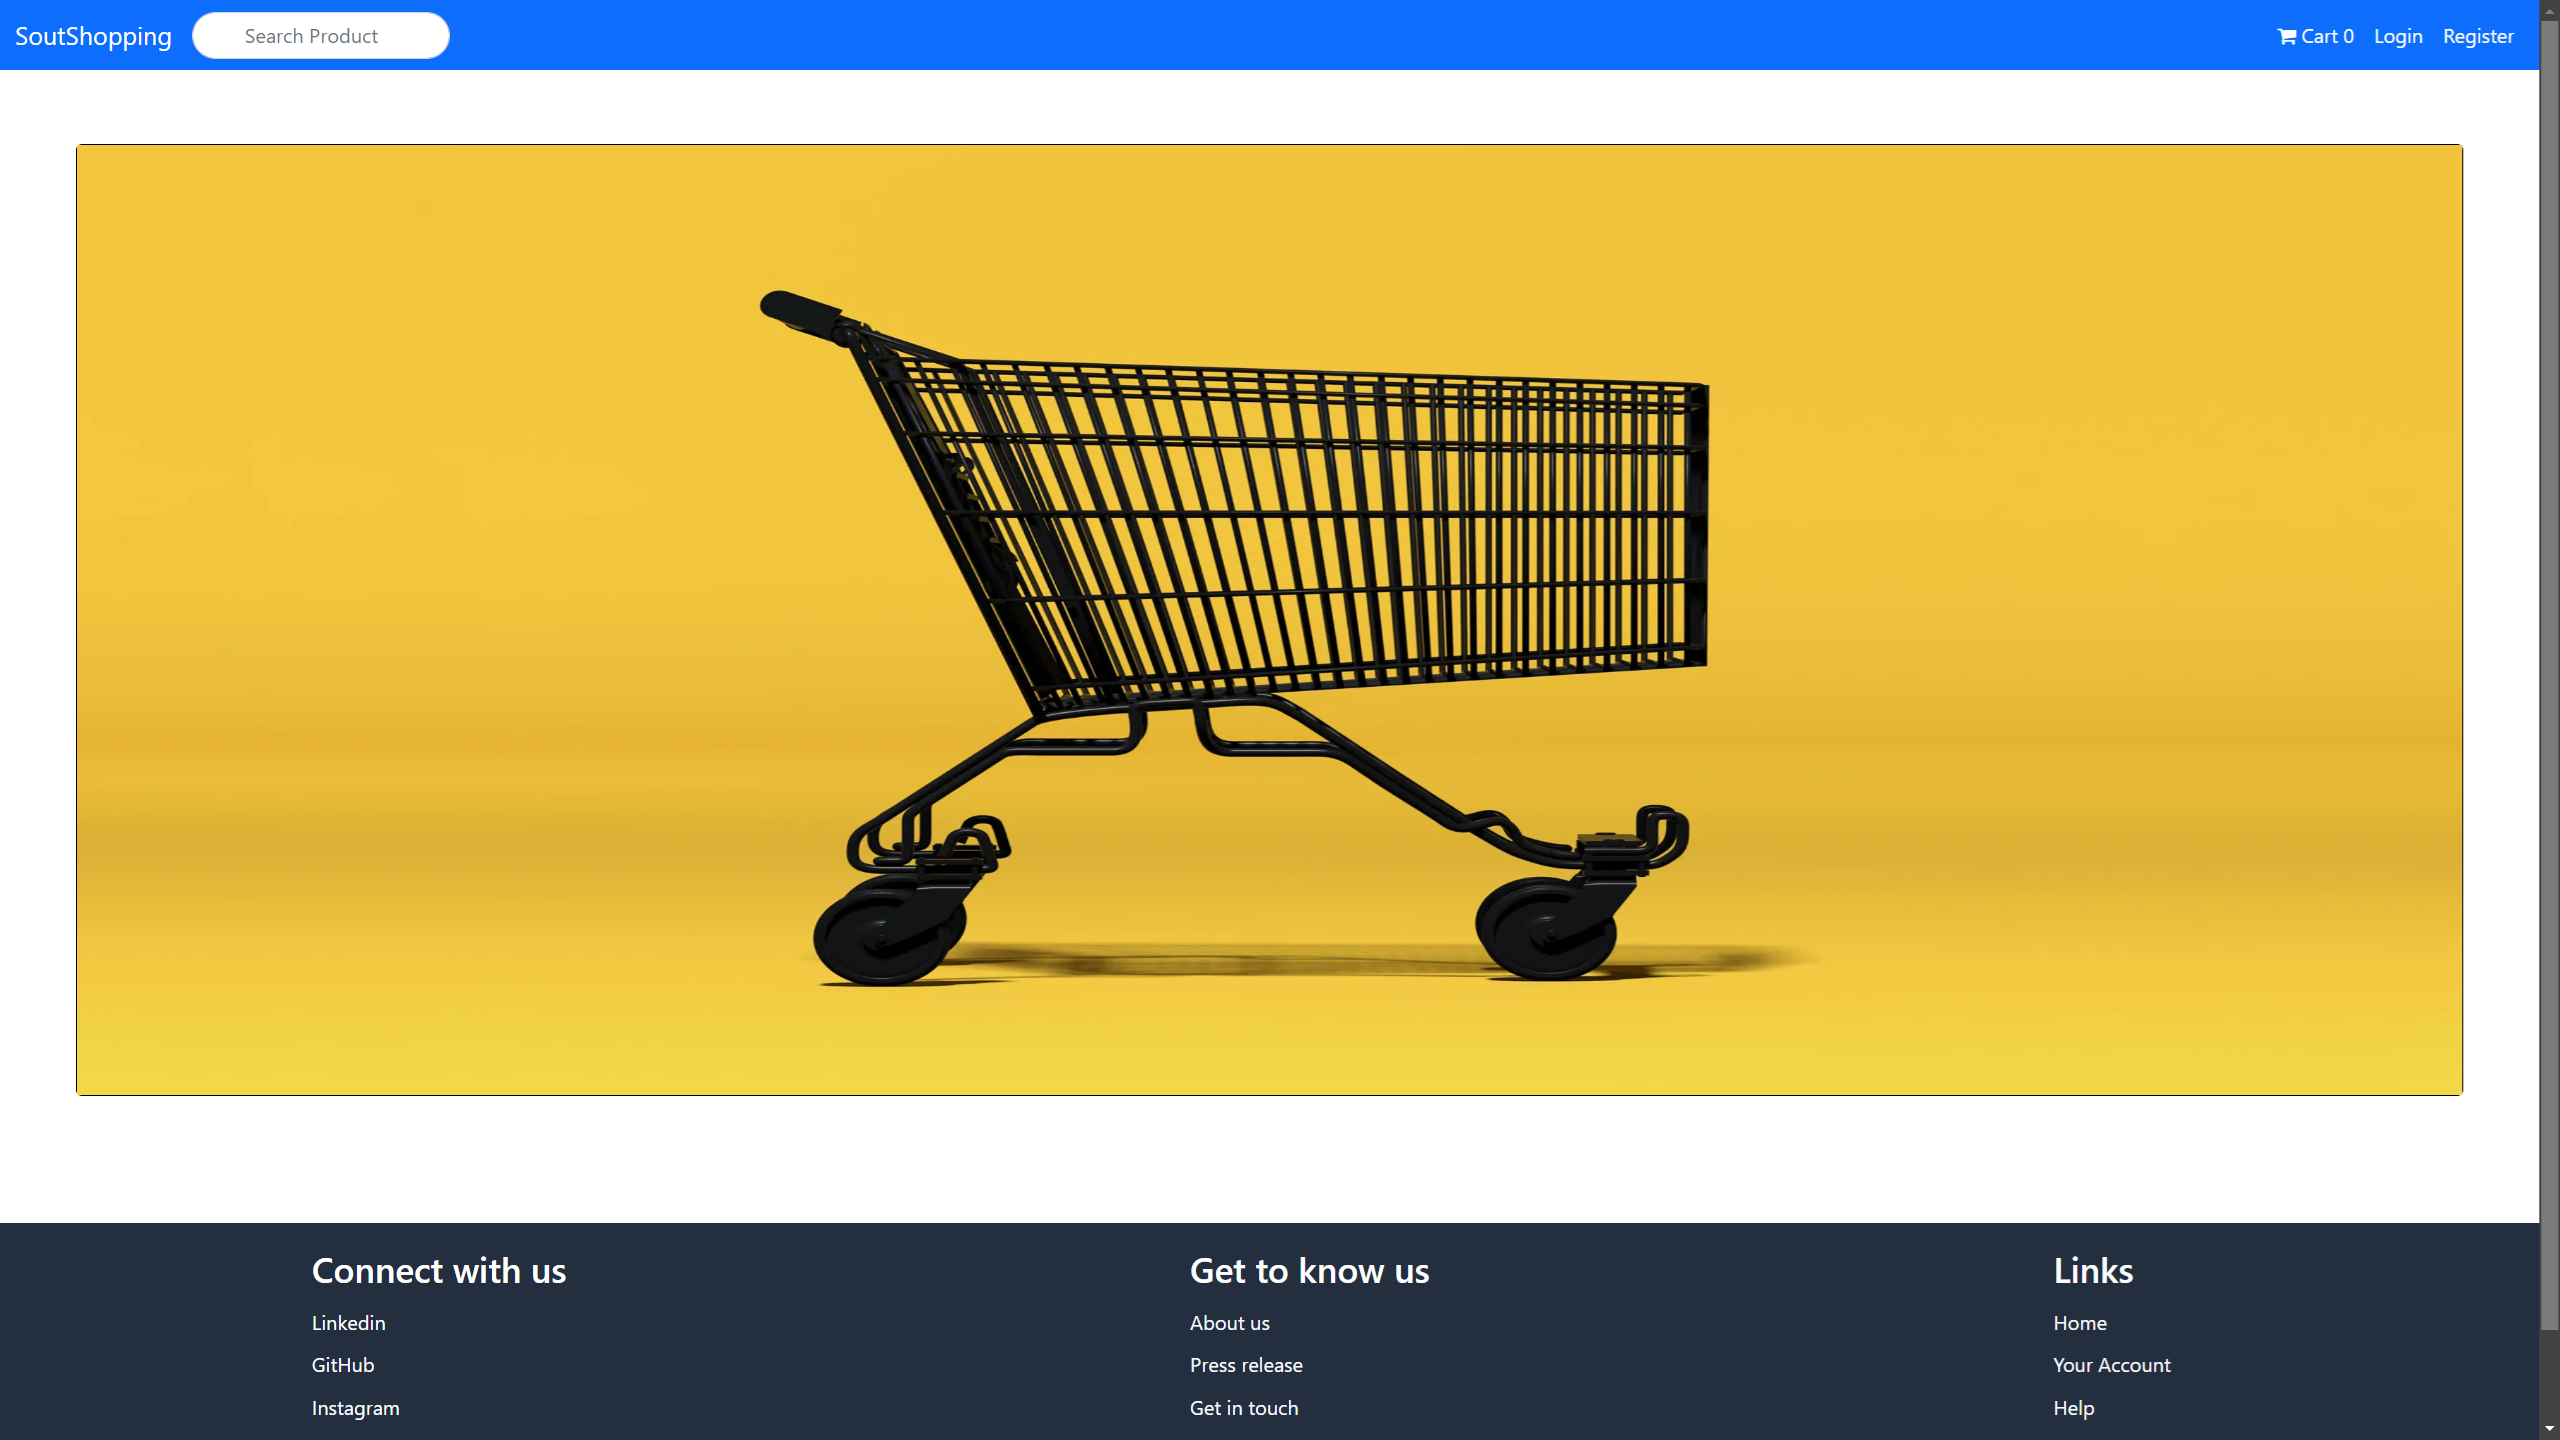 SoutShopping
Search Product
Cart 0
Login
Register
Connect with us
Linkedin
GitHub
Instagram
Get to know us
About us
Press release
Get in touch
Links
Home
Your Account
Help